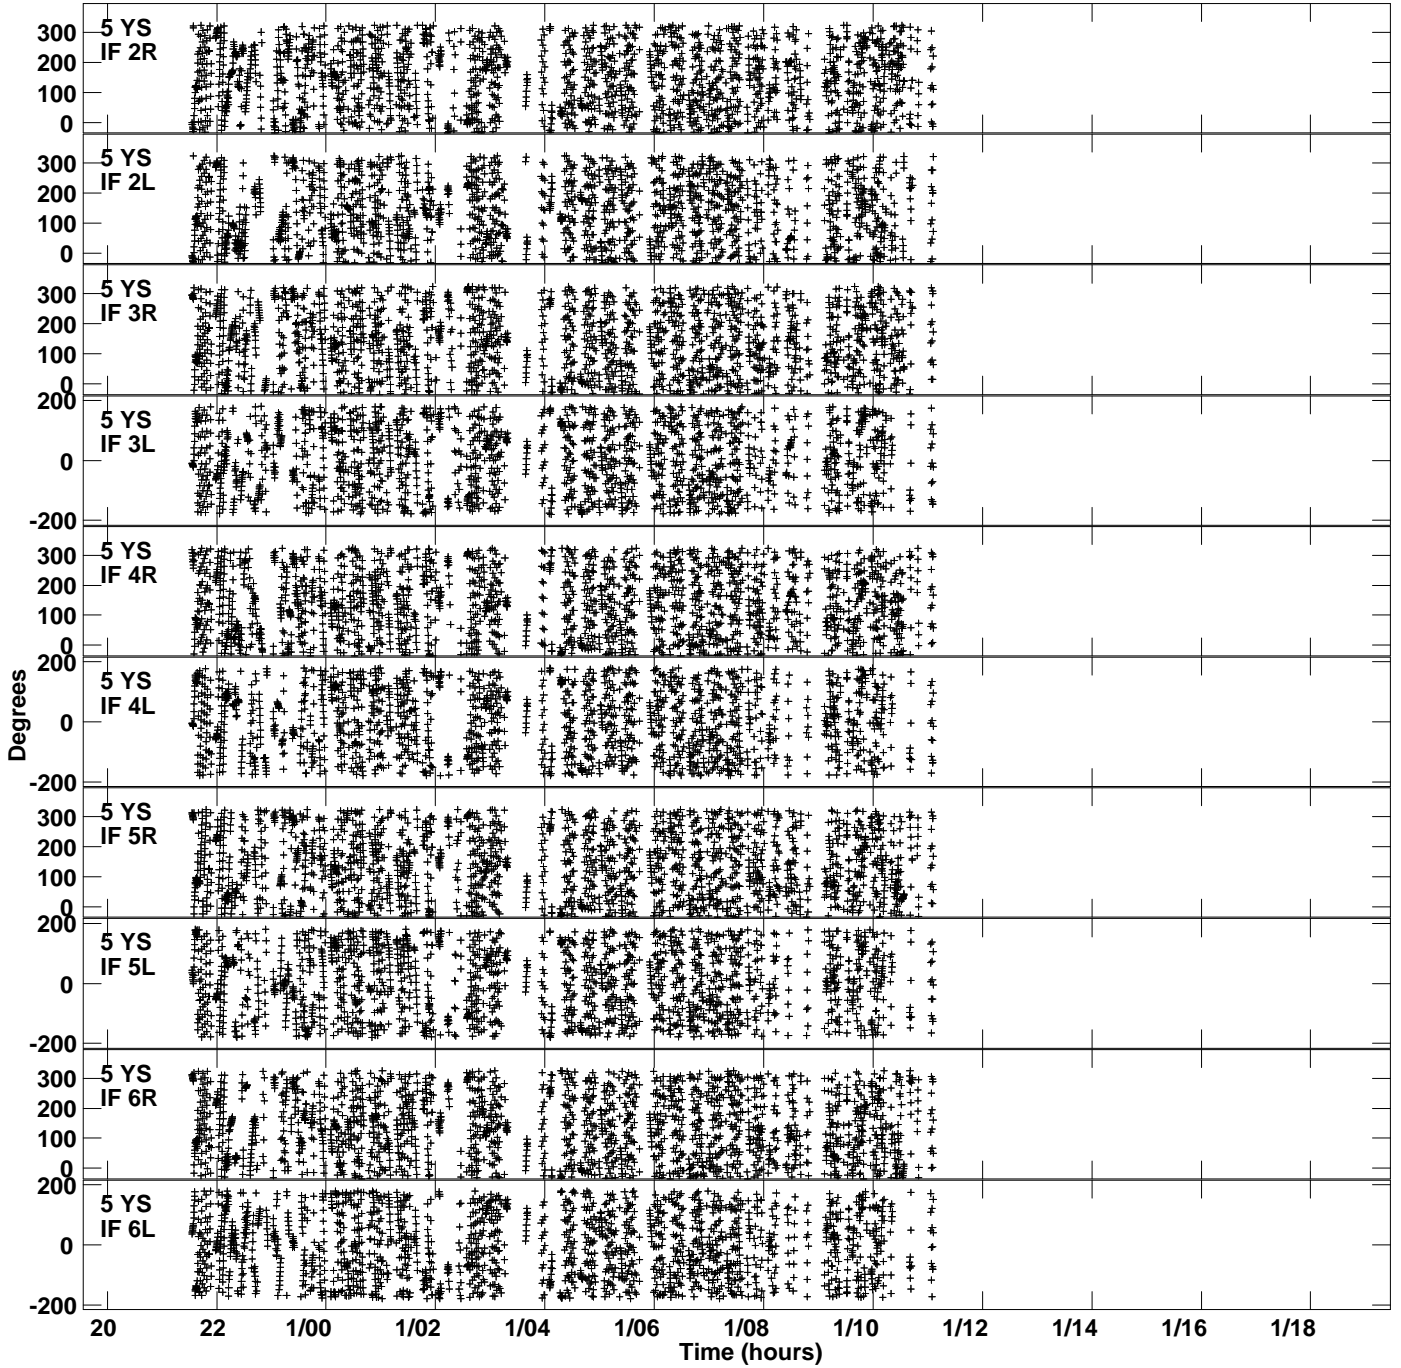 5 YS
IF 2R
300
200
100
0
5 YS
IF 2L
300
200
100
0
5 YS
IF 3R
300
200
100
0
5 YS
IF 3L
200
0
-200
5 YS
IF 4R
300
200
100
0
5 YS
IF 4L
200
0
-200
5 YS
IF 5R
300
200
100
0
5 YS
IF 5L
200
0
-200
5 YS
IF 6R
300
200
100
0
5 YS
IF 6L
200
0
-200
Degrees
20 22 1/00 1/02 1/04 1/06 1/08 1/10 1/12 1/14 1/16 1/18
Time (hours)